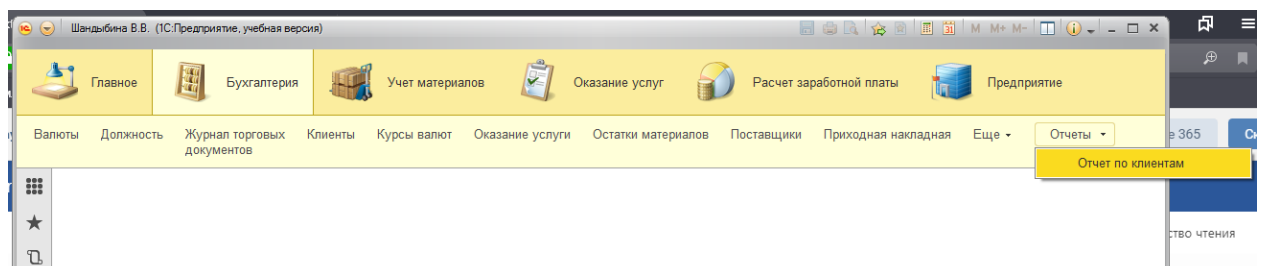 Шандыбина В.В. (1С:Предприятие, учебная версия)
M M+ M-
Главное
Бухгалтерия
Учет материалов
Оказание услуг
Расчет заработной платы
Предприятие
Валюты
Должность
Журнал торговых
документов
Клиенты
Курсы валют
Оказание услуги
Остатки материалов
Поставщики
Приходная накладная
Еще
Отчеты
Отчет по клиентам
e 365
ство чтения